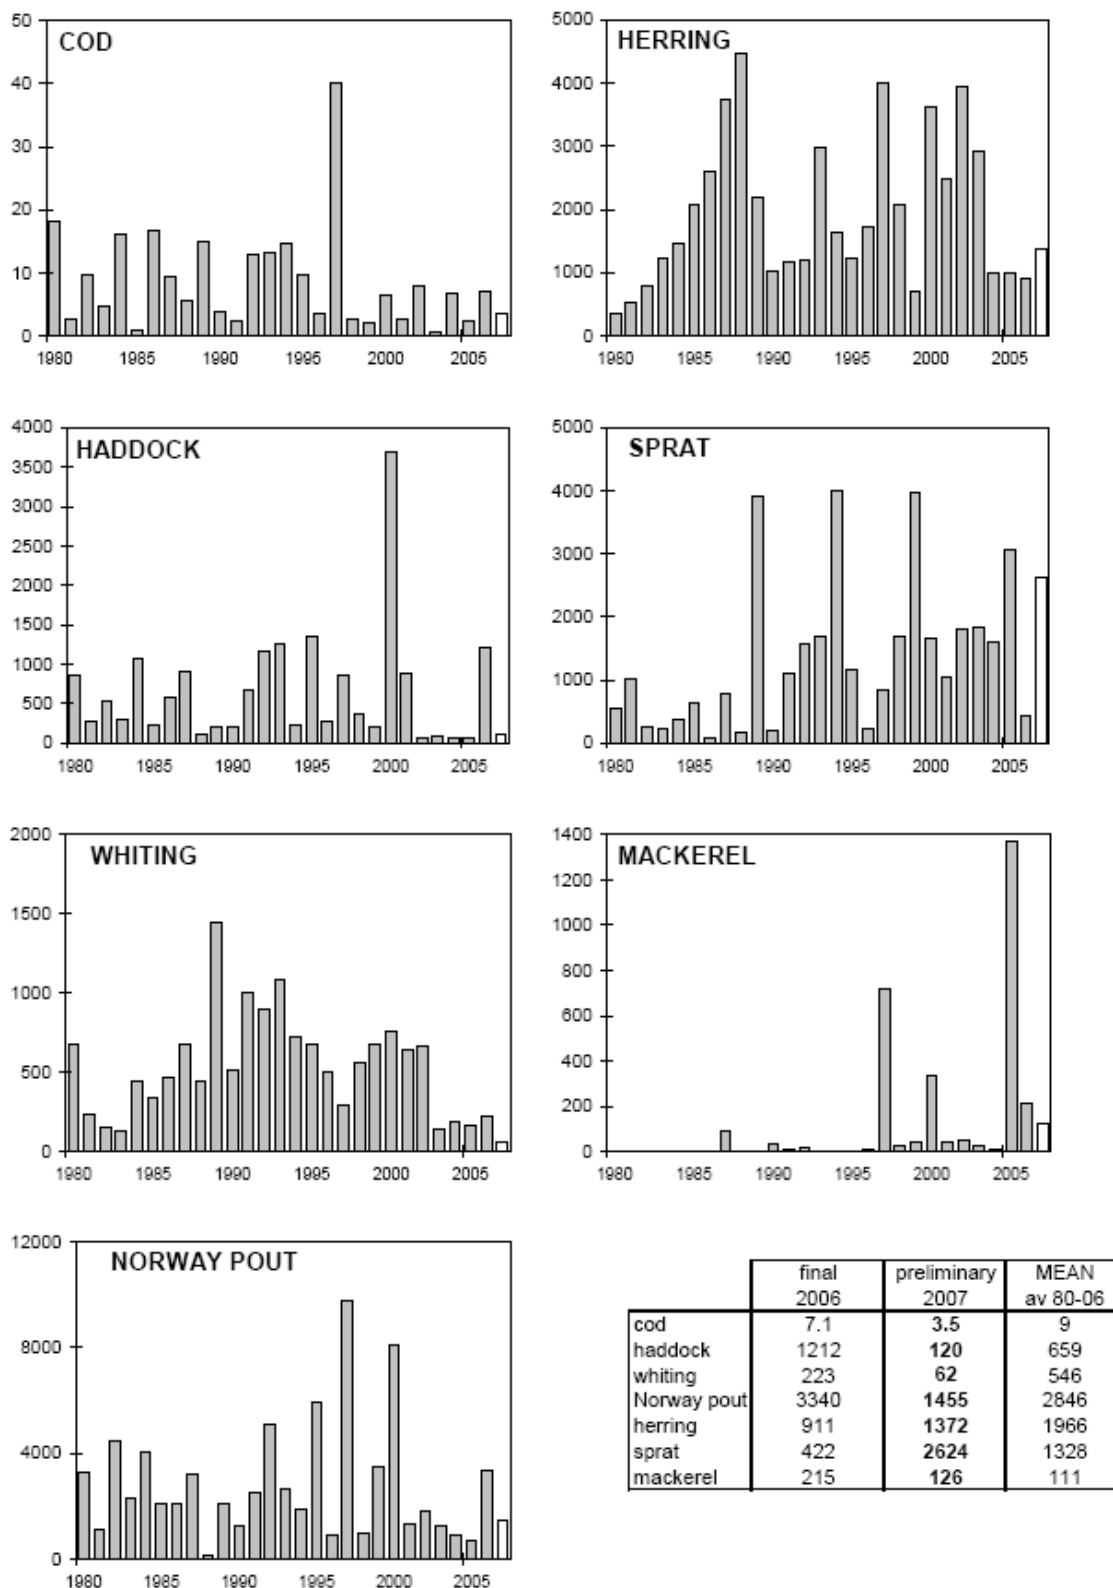 COD
50
40
30
20
10
0
1980 1985 1990 1995 2000 2005
HERRING
5000
4000
3000
2000
1000
0
1980 1985 1990 1995 2000 2005
HADDOCK
4000
3500
3000
2500
2000
1500
1000
500
0
1980 1985 1990 1995 2000 2005
SPRAT
5000
4000
3000
2000
1000
0
1980 1985 1990 1995 2000 2005
WHITING
2000
1500
1000
500
0
1980 1985 1990 1995 2000 2005
MACKEREL
1400
1200
1000
800
600
400
200
0
1980 1985 1990 1995 2000 2005
NORWAY POUT
12000
8000
4000
0
1980 1985 1990 1995 2000 2005
final preliminary MEAN
2006 2007 av 80-06
cod 7.1 3.5 9
haddock 1212 120 659
whiting 223 62 546
Norway pout 3340 1455 2846
herring 911 1372 1966
sprat 422 2624 1328
mackerel 215 126 111